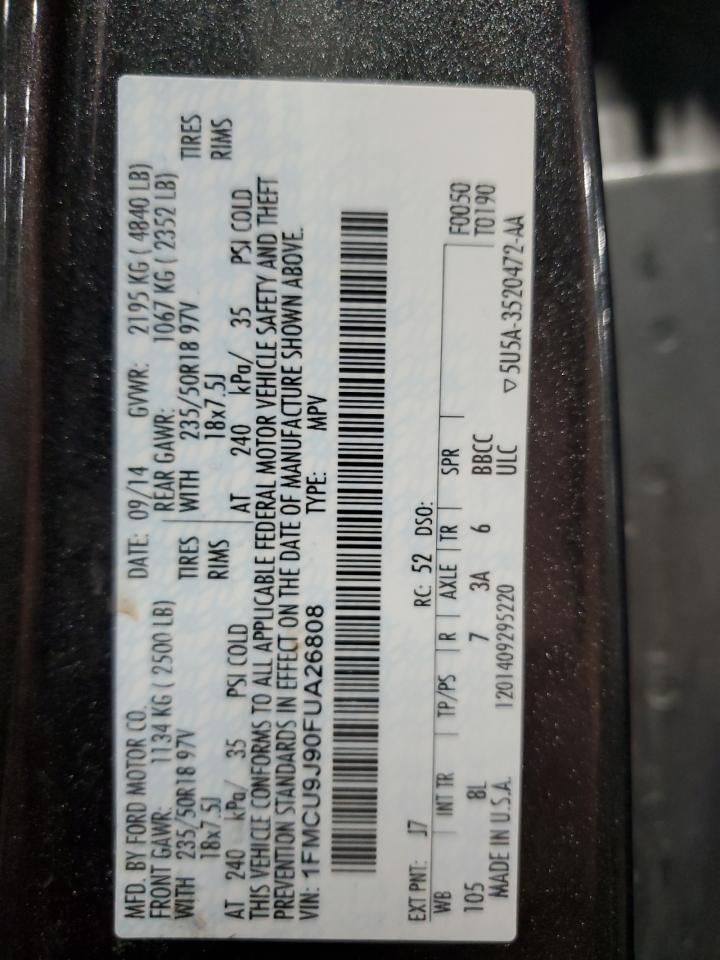 MFD. BY FORD MOTOR CO.
DATE: 09/14 GVWR: 2195 KG ( 4840 LB)
FRONT GAWR: 1134 KG ( 2500 LB)
REAR GAWR: 1067 KG ( 2352 LB)
WITH 235/50R18 97V TIRES
WITH 235/50R18 97V TIRES
18x7.5J RIMS
18x7.5J RIMS
AT 240 kPa/ 35 PSI COLD
AT 240 kPa/ 35 PSI COLD
THIS VEHICLE CONFORMS TO ALL APPLICABLE FEDERAL MOTOR VEHICLE SAFETY AND THEFT
PREVENTION STANDARDS IN EFFECT ON THE DATE OF MANUFACTURE SHOWN ABOVE.
VIN: 1FMCU9J90FUA26808 TYPE: MPV
EXT PNT: J7 RC: 52 DSO: F0050
WB INT TR TP/PS R AXLE TR SPR T0190
105 8L 7 3A 6 BBCC
MADE IN U.S.A. 1201409295220 ULC ▽5U5A-3520472-AA